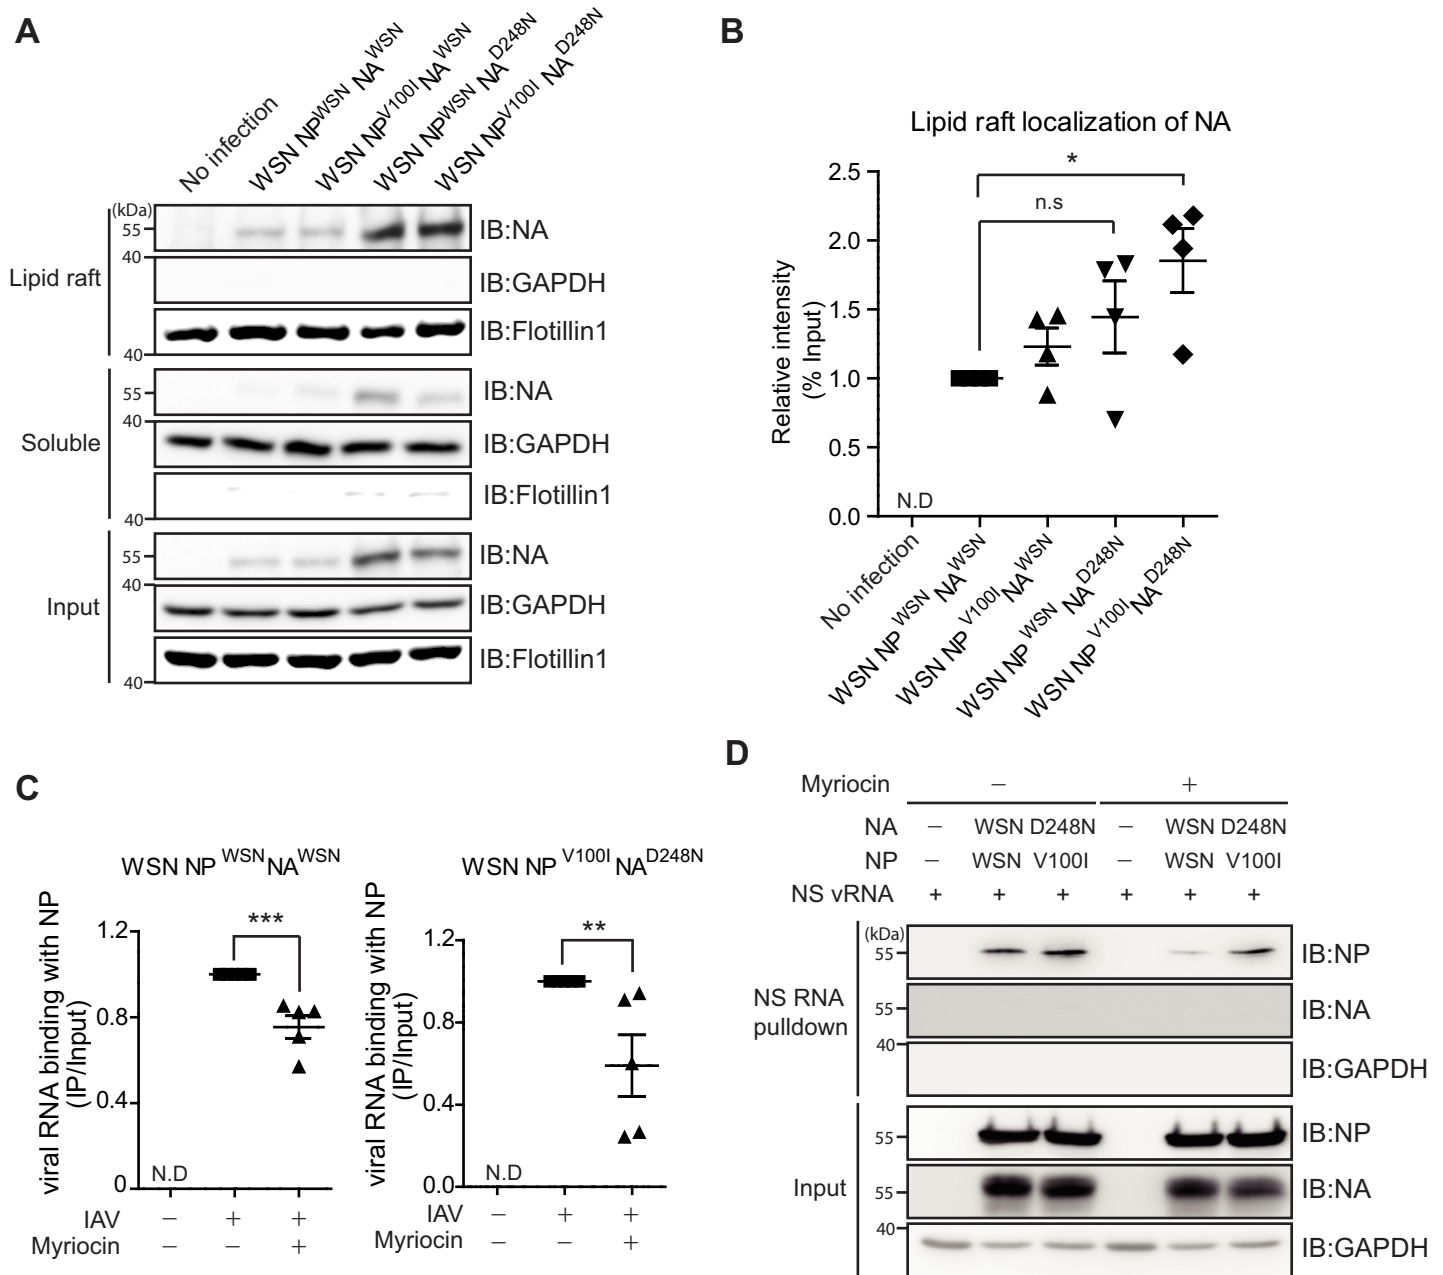 A
No infection
WSN NP^WSN NA^WSN
WSN NP^V100I NA^WSN
WSN NP^WSN NA^D248N
WSN NP^V100I NA^D248N
(kDa)
Lipid raft
55
IB:NA
40
IB:GAPDH
IB:Flotillin1
40
Soluble
55
IB:NA
40
IB:GAPDH
IB:Flotillin1
40
Input
55
IB:NA
40
IB:GAPDH
IB:Flotillin1
40
B
Lipid raft localization of NA
Relative intensity
(% Input)
2.5
2.0
1.5
1.0
0.5
0.0
*
n.s
N.D
No infection
WSN NP^WSN NA^WSN
WSN NP^V100I NA^WSN
WSN NP^WSN NA^D248N
WSN NP^V100I NA^D248N
C
WSN NP^WSN NA^WSN
viral RNA binding with NP
(IP/Input)
1.2
0.8
0.4
0
***
N.D
IAV − + +
Myriocin − − +
WSN NP^V100I NA^D248N
viral RNA binding with NP
(IP/Input)
1.2
0.8
0.4
0.0
**
N.D
IAV − + +
Myriocin − − +
D
Myriocin − +
NA − WSN D248N − WSN D248N
NP − WSN V100I − WSN V100I
NS vRNA + + + + + +
(kDa)
NS RNA
pulldown
55
IB:NP
55
IB:NA
40
IB:GAPDH
Input
55
IB:NP
55
IB:NA
40
IB:GAPDH